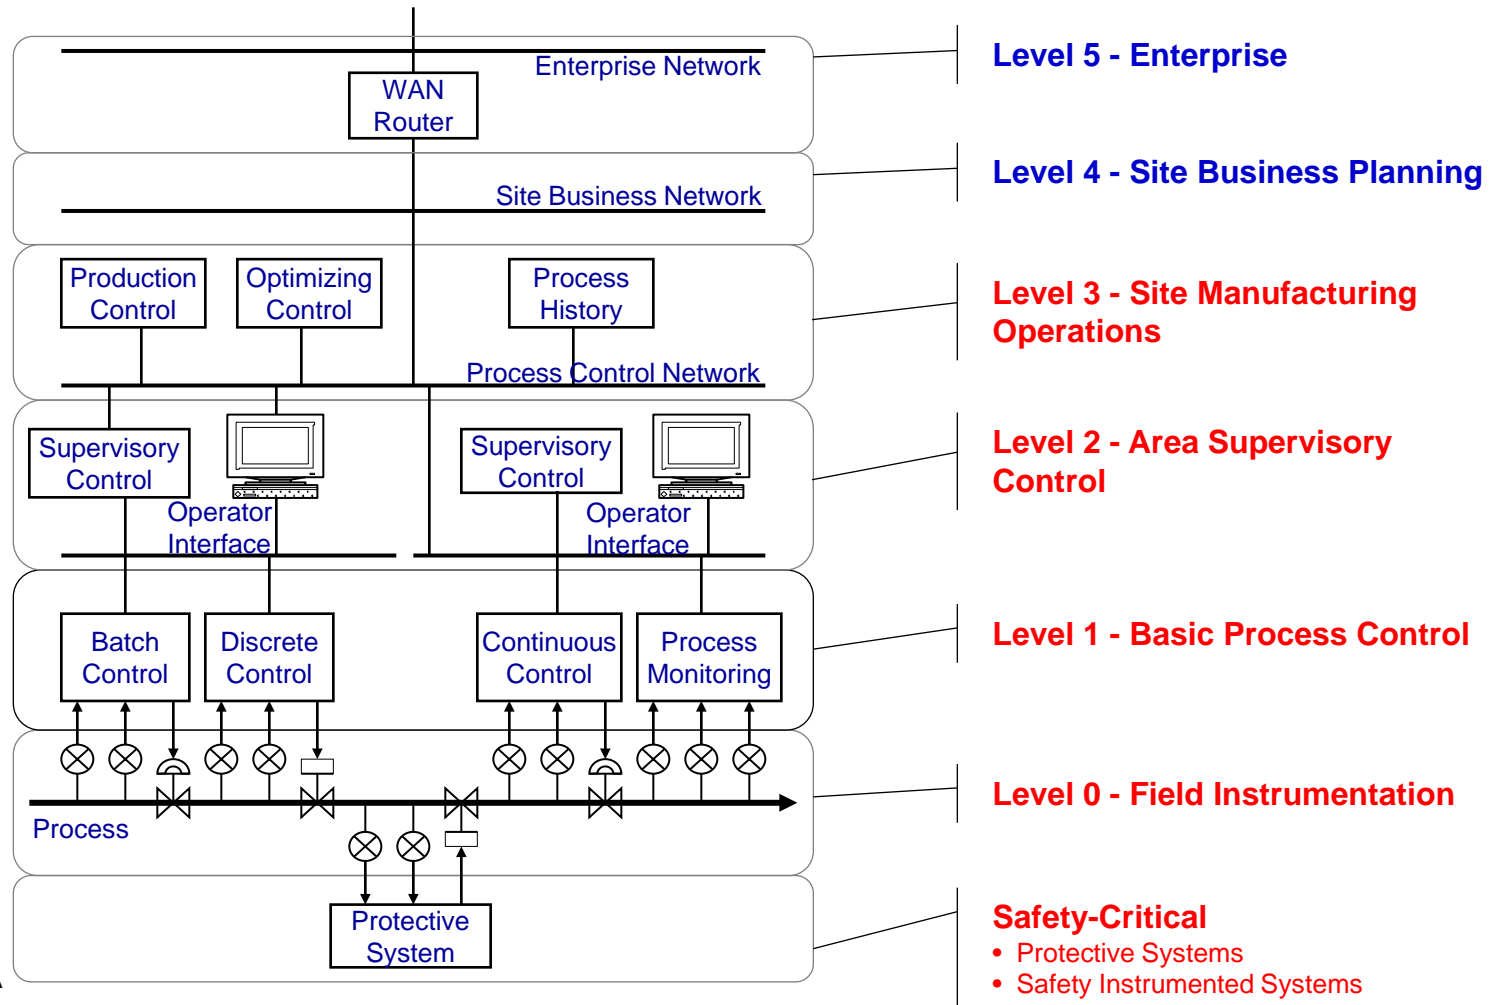 Enterprise Network
WAN
Router
Level 5 - Enterprise
Site Business Network
Level 4 - Site Business Planning
Production
Control
Optimizing
Control
Process
History
Process Control Network
Level 3 - Site Manufacturing
Operations
Supervisory
Control
Operator
Interface
Supervisory
Control
Operator
Interface
Level 2 - Area Supervisory
Control
Batch
Control
Discrete
Control
Continuous
Control
Process
Monitoring
Level 1 - Basic Process Control
Process
Level 0 - Field Instrumentation
Protective
System
Safety-Critical
• Protective Systems
• Safety Instrumented Systems